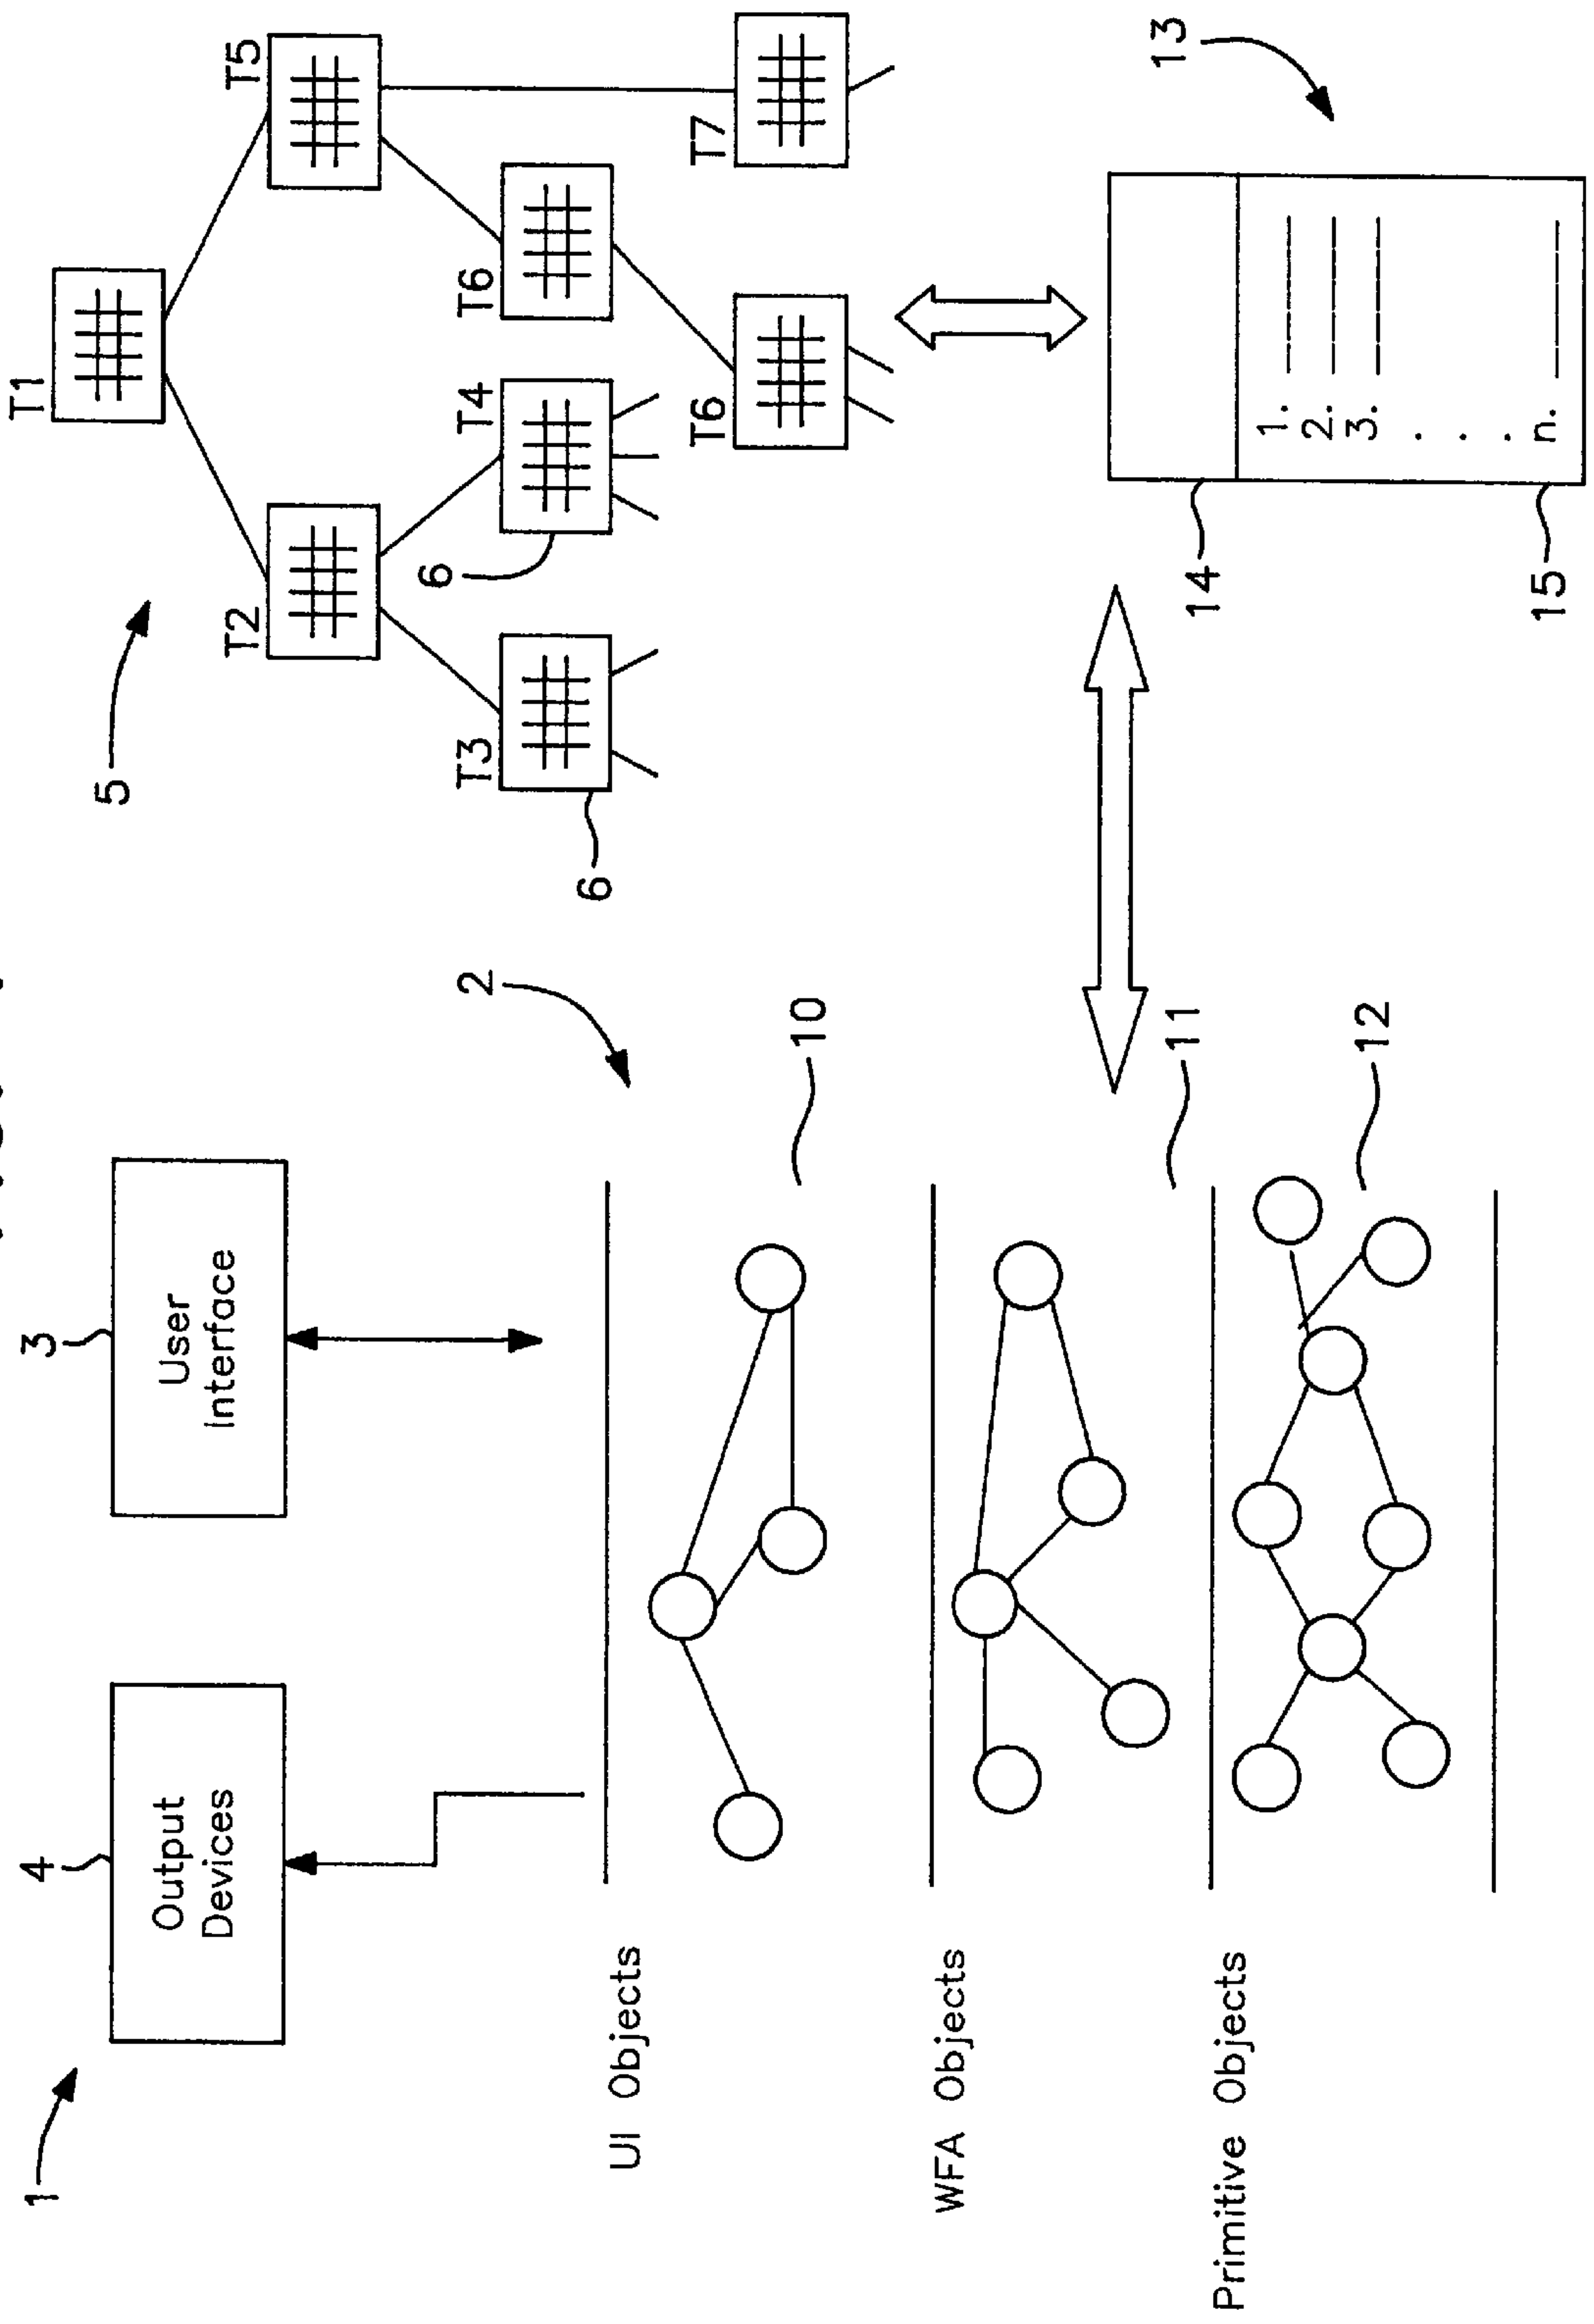 1
4
Output
Devices
3
User
Interface
2
UI Objects
10
WFA Objects
11
Primitive Objects
12
5
T1
T2
T5
T3
6
T4
6
T6
T6
T7
13
14
1.
2.
3.
.
.
.
n.
15